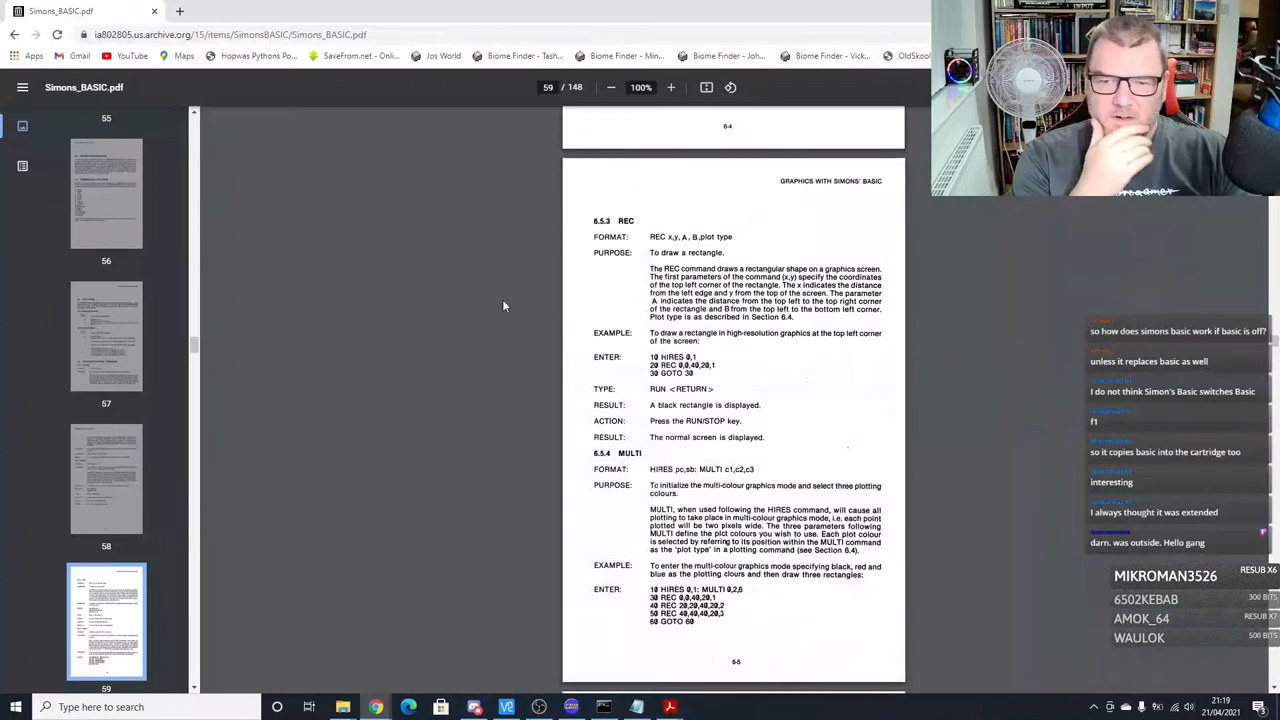 Simons_BASIC.pdf
ia802805.us.archive.org/15/items/SimonsBASIC/Simons_BASIC.pdf
Apps
Gmail
YouTube
Maps
Hopwas Python Proj...
SaveFrom.net - Onli...
Jos World
Biome Finder - Tash...
Biome Finder - Min...
Biome Finder - Joh...
Biome Finder - Vick...
OldSkool
Simons_BASIC.pdf
59 / 148
100%
55
56
57
58
59
6-4
GRAPHICS WITH SIMONS' BASIC
6.5.3 REC
FORMAT: REC x,y, A, B,plot type
PURPOSE: To draw a rectangle.
The REC command draws a rectangular shape on a graphics screen.
The first parameters of the command (x,y) specify the coordinates
of the top left corner of the rectangle. The x indicates the distance
from the left edge and y from the top of the screen. The parameter
A indicates the distance from the top left to the top right corner
of the rectangle and B from the top left to the bottom left corner.
Plot type is as described in Section 6.4.
EXAMPLE: To draw a rectangle in high-resolution graphics at the top left corner
of the screen:
ENTER: 10 HIRES 0,1
20 REC 0,0,40,20,1
30 GOTO 30
TYPE: RUN <RETURN>
RESULT: A black rectangle is displayed.
ACTION: Press the RUN/STOP key.
RESULT: The normal screen is displayed.
6.5.4 MULTI
FORMAT: HIRES pc,sb: MULTI c1,c2,c3
PURPOSE: To initialize the multi-colour graphics mode and select three plotting
colours.
MULTI, when used following the HIRES command, will cause all
plotting to take place in multi-colour graphics mode, i.e. each point
plotted will be two pixels wide. The three parameters following
MULTI define the plct colours you wish to use. Each plot colour
is selected by referring to its position within the MULTI command
as the 'plot type' in a plotting command (see Section 6.4).
EXAMPLE: To enter the multi-colour graphics mode specifying black, red and
blue as the plotting clours and then draw three rectangles:
ENTER: 10 HIRES 0,1: MULTI 0,2,6
30 REC 0,0,40,20,1
40 REC 20,20,40,20,2
50 REC 40,40,40,20,3
60 GOTO 60
6-5
INPUT
so how does simons basic work if basic is off?
unless it replaces basic as well
I do not think Simon's Basic switches Basic
f1
so it copies basic into the cartridge too
interesting
I always thought it was extended
darn. was outside. Hello gang
MIKROMAN3526 RESUB X6
6502KEBAB 300 BITS
AMOK_64 RESUB X7
WAULOK 500 BITS
Type here to search
21:19
21/04/2021